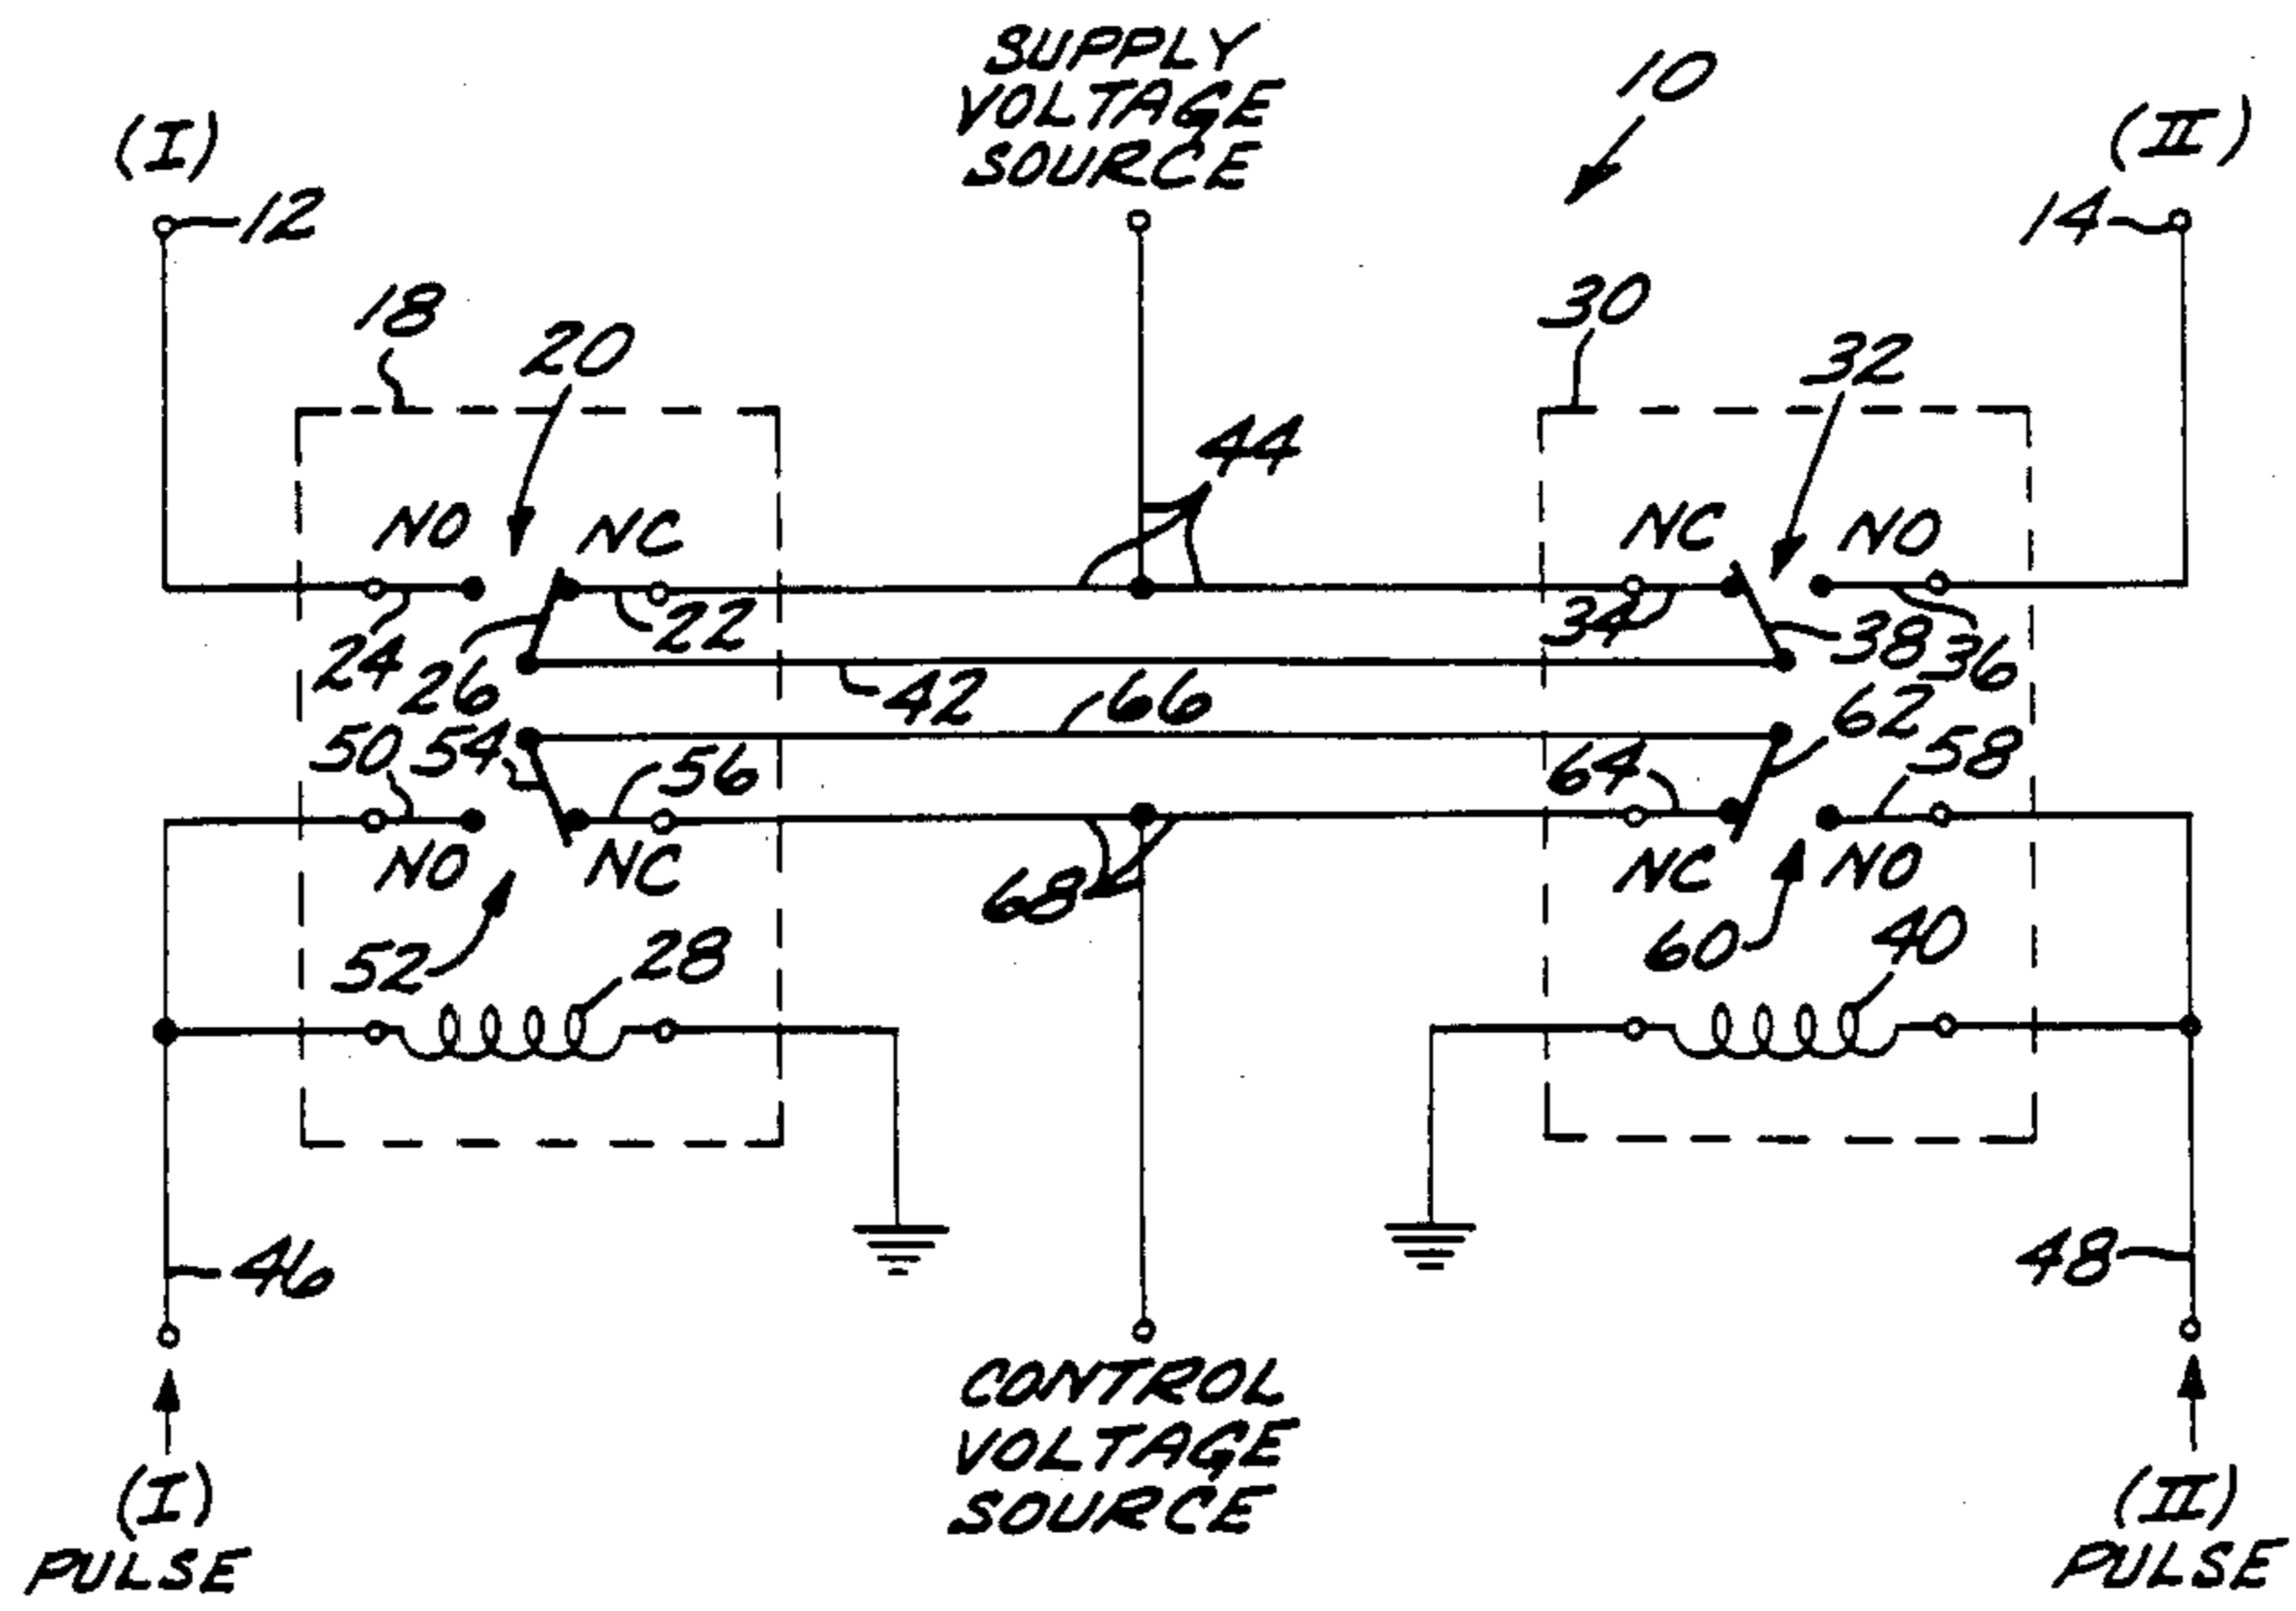 SUPPLY
VOLTAGE
SOURCE
10
(I)
(II)
12
14
18
20
30
32
44
NO
NC
NC
NO
24
26
22
34
38
36
42
66
62
50
54
56
64
58
NO
NC
68
NC
NO
52
28
60
40
46
48
CONTROL
VOLTAGE
SOURCE
(I)
PULSE
(II)
PULSE